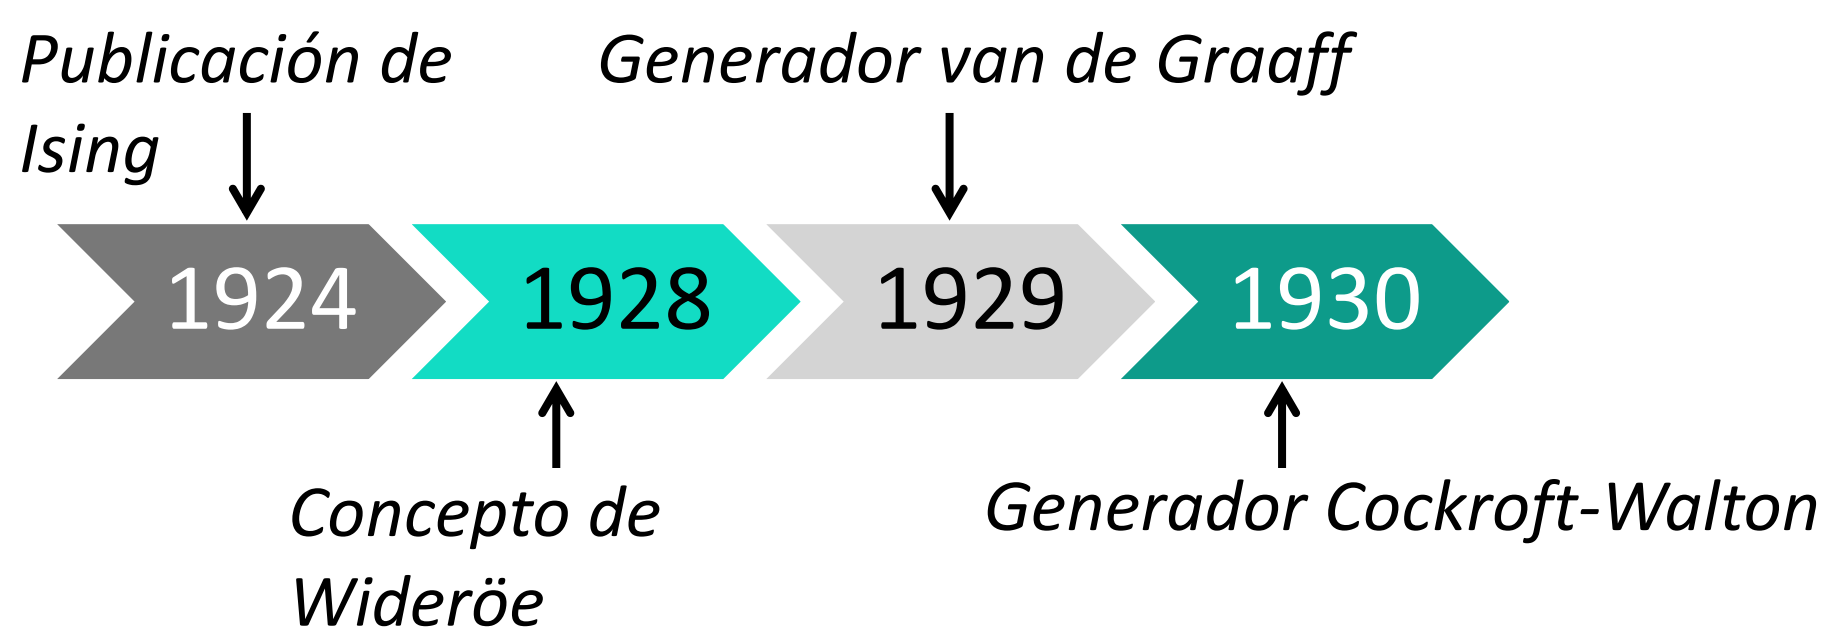 Publicación de
Ising
Generador van de Graaff
1924
1928
1929
1930
Concepto de
Wideröe
Generador Cockroft-Walton